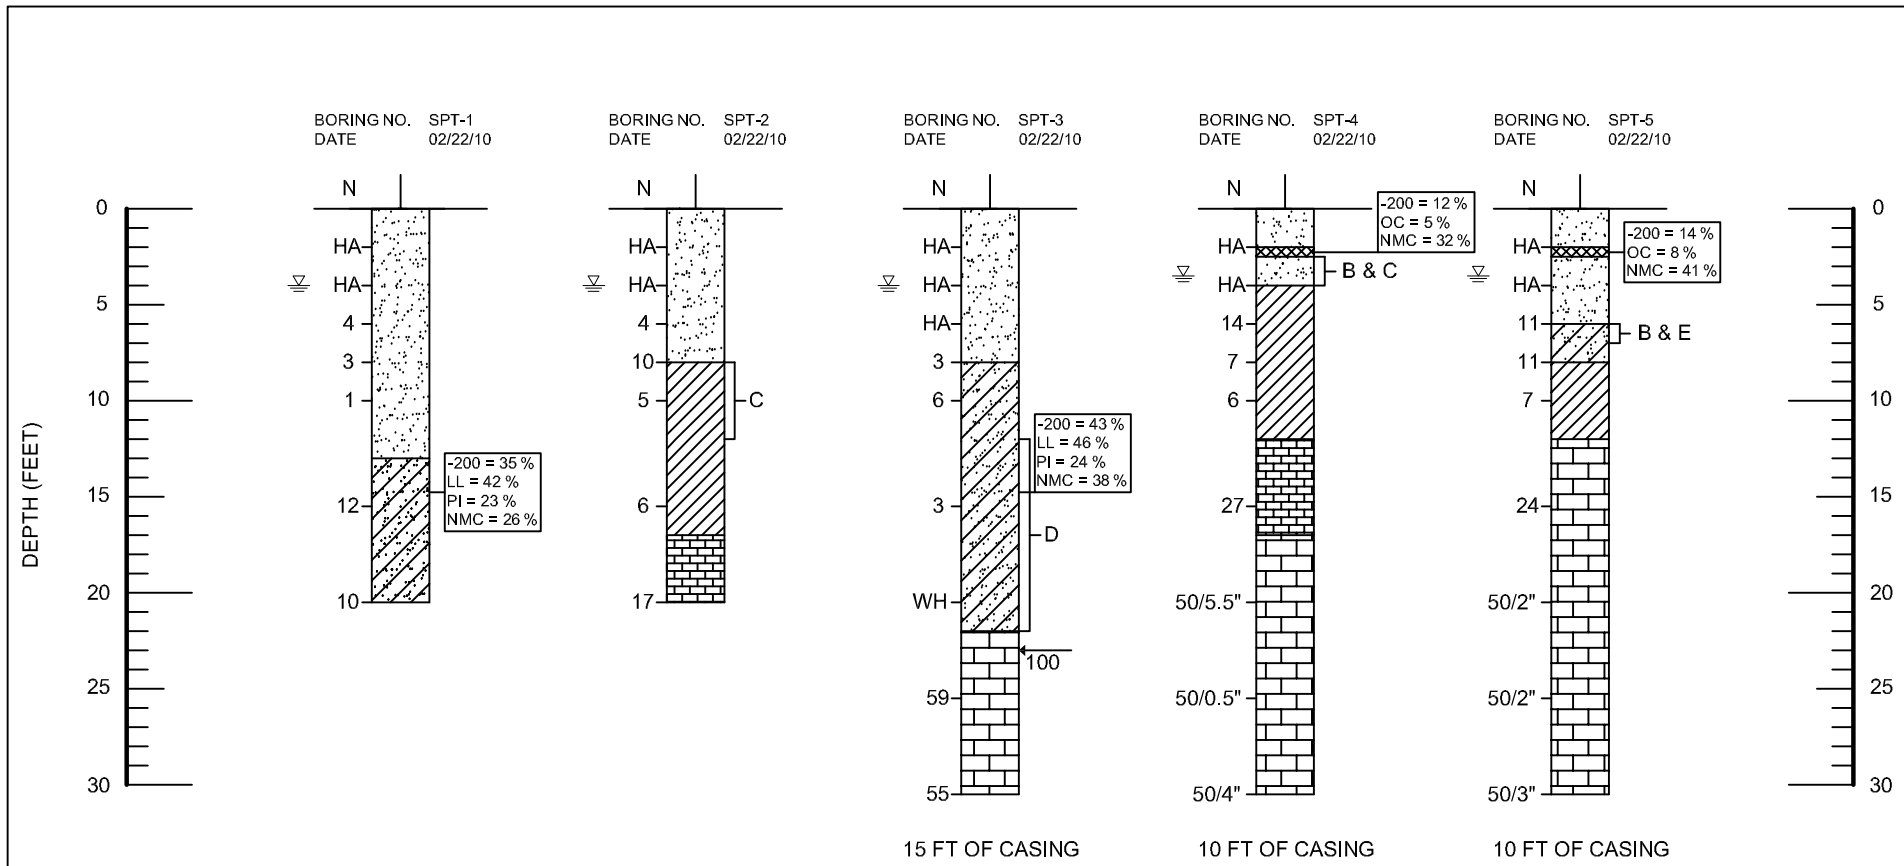 BORING NO. SPT-1
DATE 02/22/10
N
HA
HA
4
3
1
12
10
-200 = 35 %
LL = 42 %
PI = 23 %
NMC = 26 %
BORING NO. SPT-2
DATE 02/22/10
N
HA
HA
4
10
5
6
17
C
BORING NO. SPT-3
DATE 02/22/10
N
HA
HA
HA
3
6
3
WH
59
55
-200 = 43 %
LL = 46 %
PI = 24 %
NMC = 38 %
D
100
15 FT OF CASING
BORING NO. SPT-4
DATE 02/22/10
N
HA
HA
14
7
6
27
50/5.5"
50/0.5"
50/4"
-200 = 12 %
OC = 5 %
NMC = 32 %
B & C
10 FT OF CASING
BORING NO. SPT-5
DATE 02/22/10
N
HA
HA
11
11
7
24
50/2"
50/2"
50/3"
-200 = 14 %
OC = 8 %
NMC = 41 %
B & E
10 FT OF CASING
DEPTH (FEET)
0
5
10
15
20
25
30
0
5
10
15
20
25
30